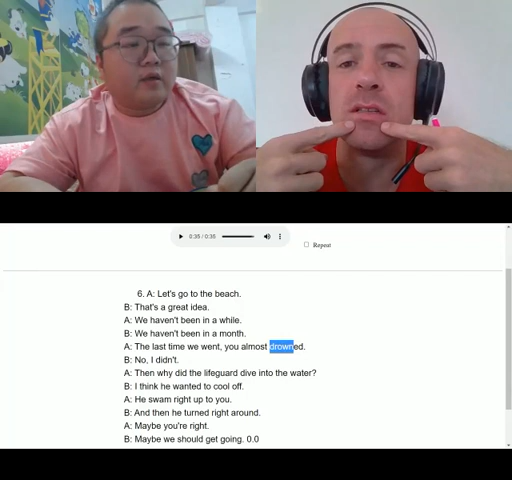 0:35 / 0:35
Repeat
6. A: Let's go to the beach.
B: That's a great idea.
A: We haven't been in a while.
B: We haven't been in a month.
A: The last time we went, you almost drowned.
B: No, I didn't.
A: Then why did the lifeguard dive into the water?
B: I think he wanted to cool off.
A: He swam right up to you.
B: And then he turned right around.
A: Maybe you're right.
B: Maybe we should get going. 0.0